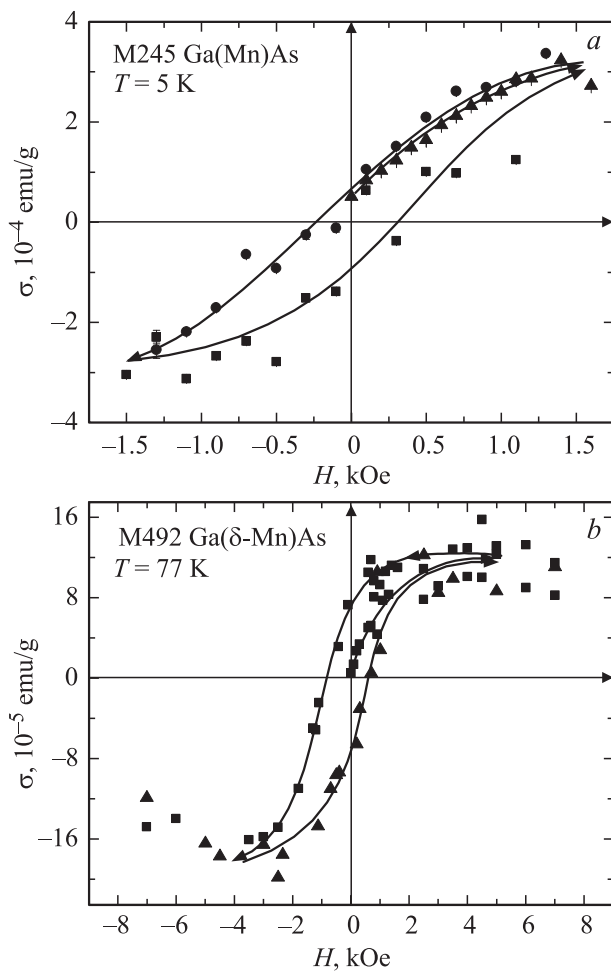 M245 Ga(Mn)As
T = 5 K
a
4
2
0
–2
–4
σ, 10⁻⁴ emu/g
–1.5 –1.0 –0.5 0 0.5 1.0 1.5
H, kOe
M492 Ga(δ-Mn)As
T = 77 K
b
16
8
0
–8
–16
σ, 10⁻⁵ emu/g
–8 –6 –4 –2 0 2 4 6 8
H, kOe